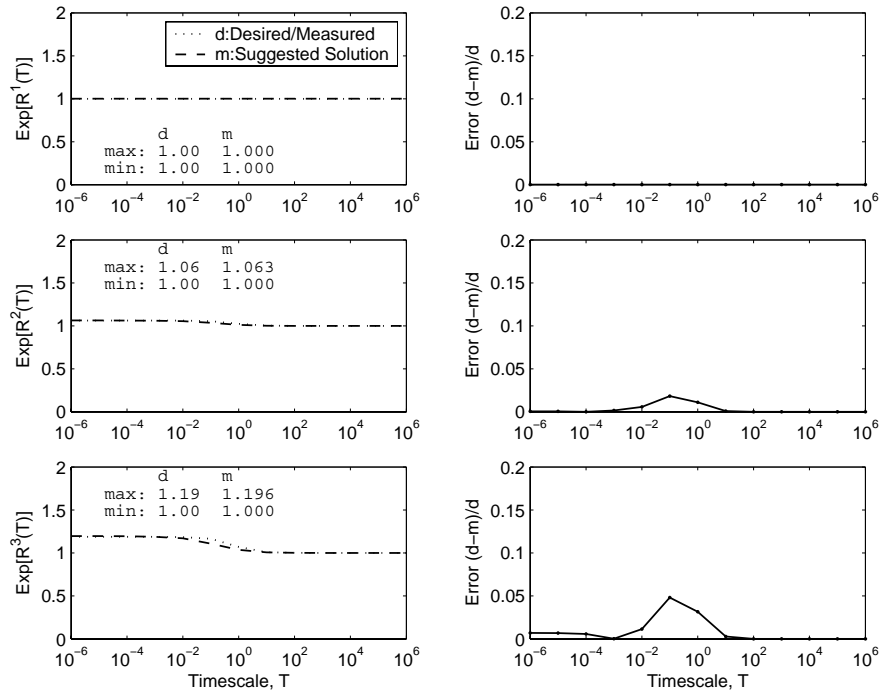 d:Desired/Measured
m:Suggested Solution
Exp[R^1(T)]
2
1.5
1
0.5
0
d m
max: 1.00 1.000
min: 1.00 1.000
10^−6 10^−4 10^−2 10^0 10^2 10^4 10^6
Error (d−m)/d
0.2
0.15
0.1
0.05
0
10^−6 10^−4 10^−2 10^0 10^2 10^4 10^6
Exp[R^2(T)]
2
1.5
1
0.5
0
d m
max: 1.06 1.063
min: 1.00 1.000
10^−6 10^−4 10^−2 10^0 10^2 10^4 10^6
Error (d−m)/d
0.2
0.15
0.1
0.05
0
10^−6 10^−4 10^−2 10^0 10^2 10^4 10^6
Exp[R^3(T)]
2
1.5
1
0.5
0
d m
max: 1.19 1.196
min: 1.00 1.000
10^−6 10^−4 10^−2 10^0 10^2 10^4 10^6
Timescale, T
Error (d−m)/d
0.2
0.15
0.1
0.05
0
10^−6 10^−4 10^−2 10^0 10^2 10^4 10^6
Timescale, T